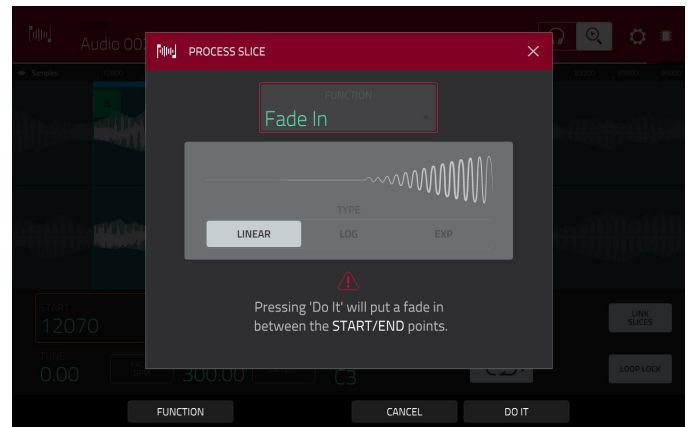 Audio 002
PROCESS SLICE
Samples
FUNCTION
Fade In
TYPE
LINEAR LOG EXP
Pressing 'Do It' will put a fade in
between the START/END points.
START
12070
LINK
SLICES
TUNE
0.00 300.00 C3 LOOP LOCK
FUNCTION CANCEL DO IT